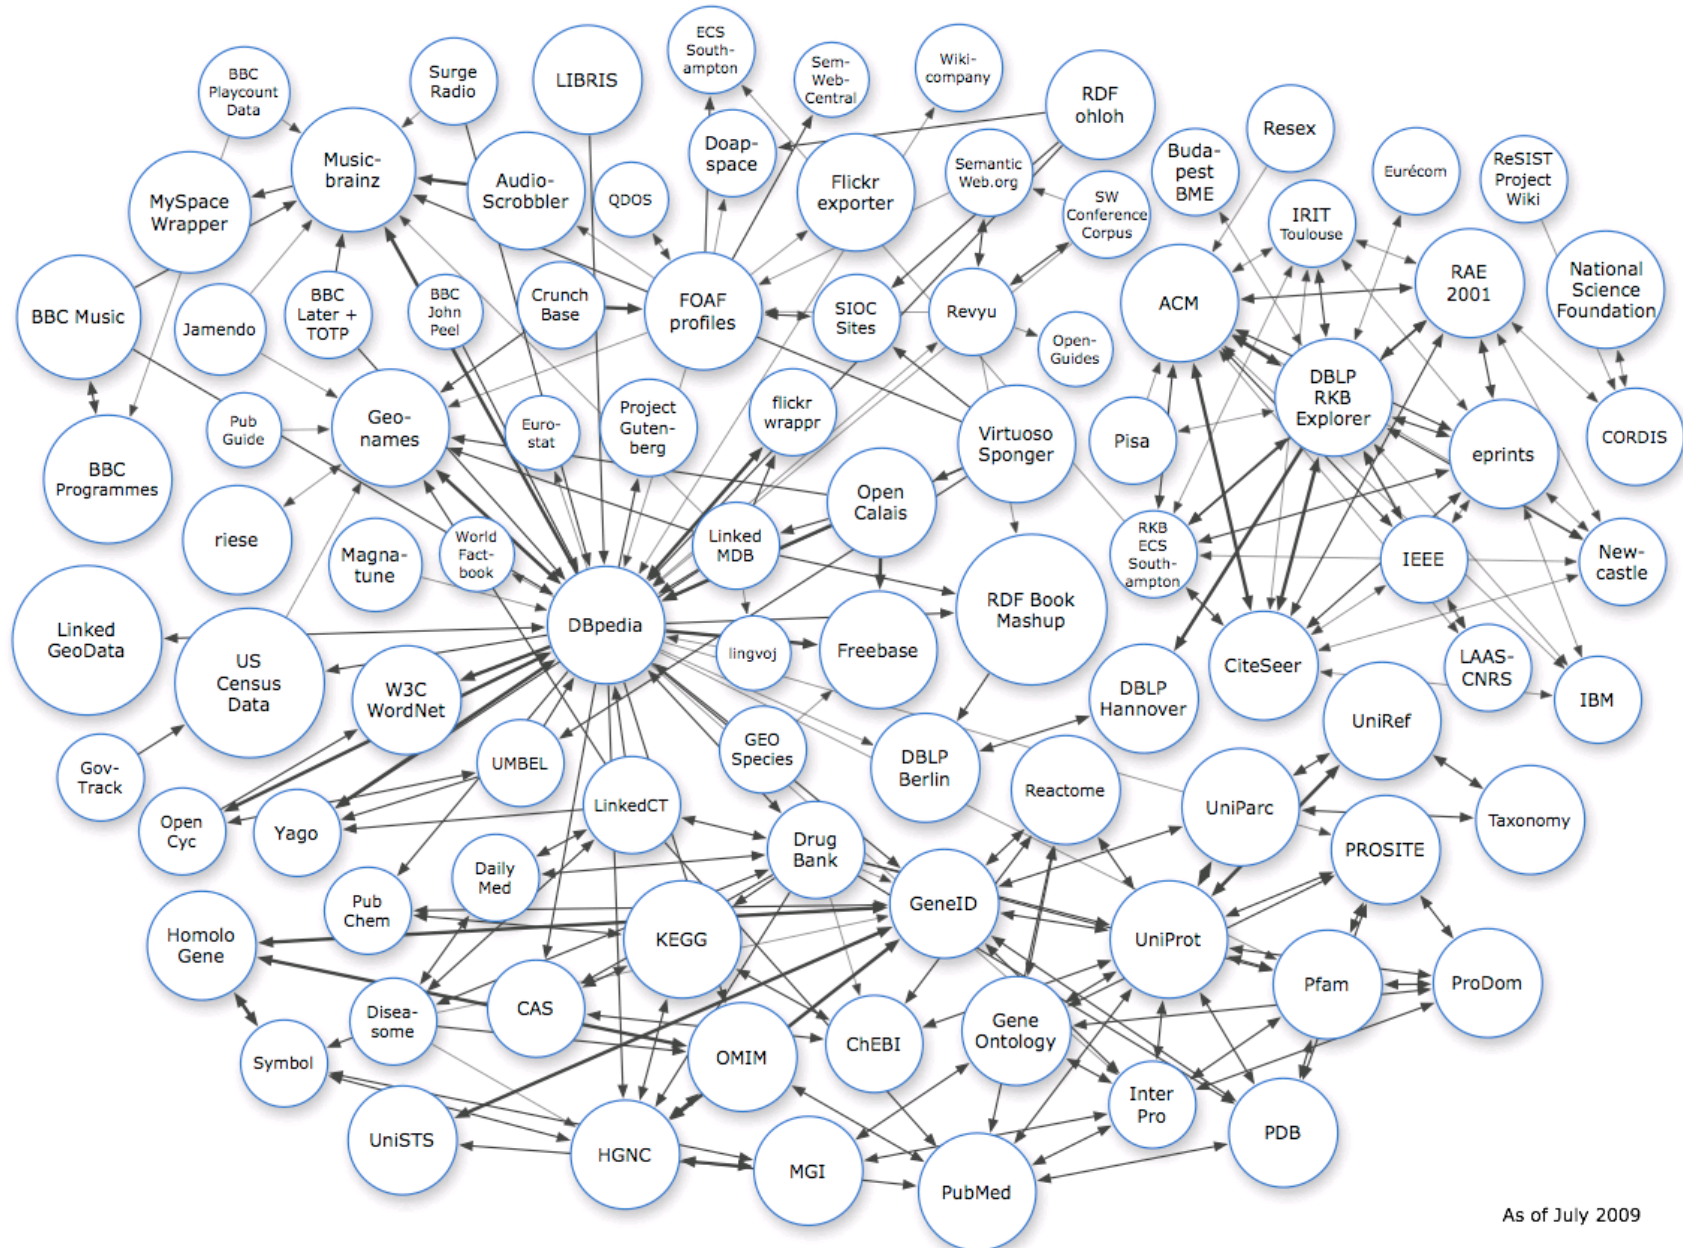 ECS
South-
ampton
Sem-
Web-
Central
Wiki-
company
BBC
Playcount
Data
Surge
Radio
LIBRIS
RDF
ohloh
Resex
Doap-
space
Music-
brainz
MySpace
Wrapper
Audio-
Scrobbler
QDOS
Flickr
exporter
Semantic
Web.org
SW
Conference
Corpus
Buda-
pest
BME
Eurécom
ReSIST
Project
Wiki
IRIT
Toulouse
BBC Music
Jamendo
BBC
Later +
TOTP
BBC
John
Peel
Crunch
Base
FOAF
profiles
SIOC
Sites
Revyu
Open-
Guides
ACM
RAE
2001
National
Science
Foundation
DBLP
RKB
Explorer
Pub
Guide
Geo-
names
Euro-
stat
Project
Guten-
berg
flickr
wrappr
Virtuoso
Sponger
Pisa
eprints
CORDIS
BBC
Programmes
riese
Magna-
tune
World
Fact-
book
Linked
MDB
Open
Calais
RKB
ECS
South-
ampton
IEEE
New-
castle
Linked
GeoData
US
Census
Data
DBpedia
lingvoj
Freebase
RDF Book
Mashup
CiteSeer
LAAS-
CNRS
IBM
W3C
WordNet
DBLP
Hannover
UniRef
Gov-
Track
UMBEL
GEO
Species
DBLP
Berlin
Reactome
UniParc
Taxonomy
Open
Cyc
Yago
LinkedCT
Drug
Bank
PROSITE
Daily
Med
Pub
Chem
Homolo
Gene
KEGG
GeneID
UniProt
Pfam
ProDom
Disea-
some
CAS
OMIM
ChEBI
Gene
Ontology
Symbol
Inter
Pro
UniSTS
HGNC
MGI
PubMed
PDB
As of July 2009